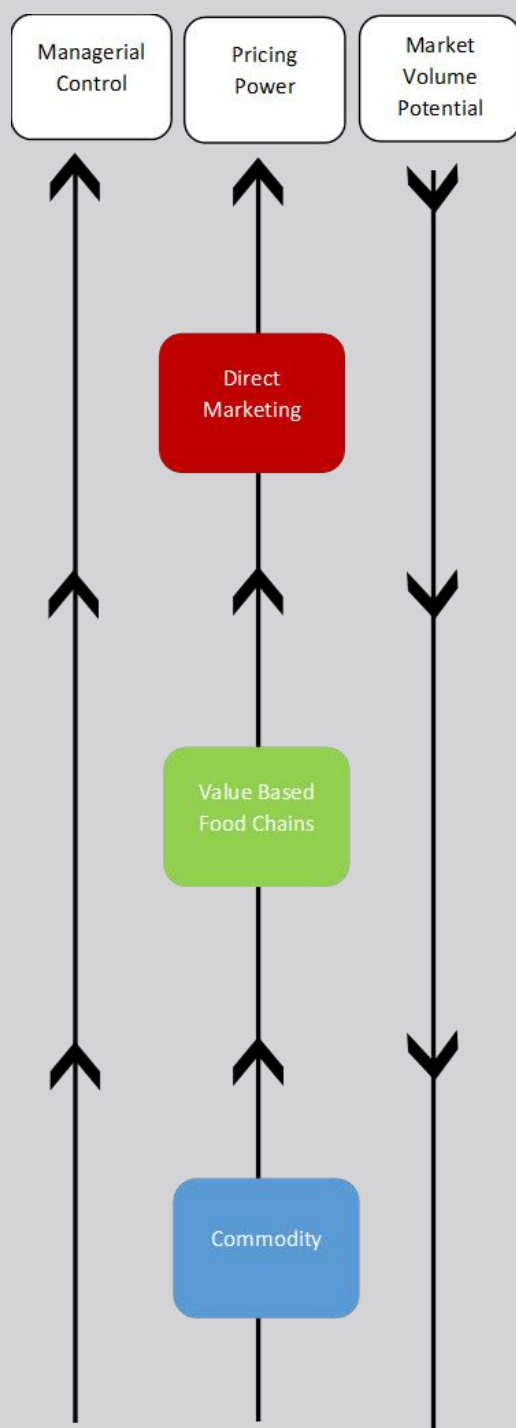 Managerial
Control
Pricing
Power
Market
Volume
Potential
Direct
Marketing
Value Based
Food Chains
Commodity